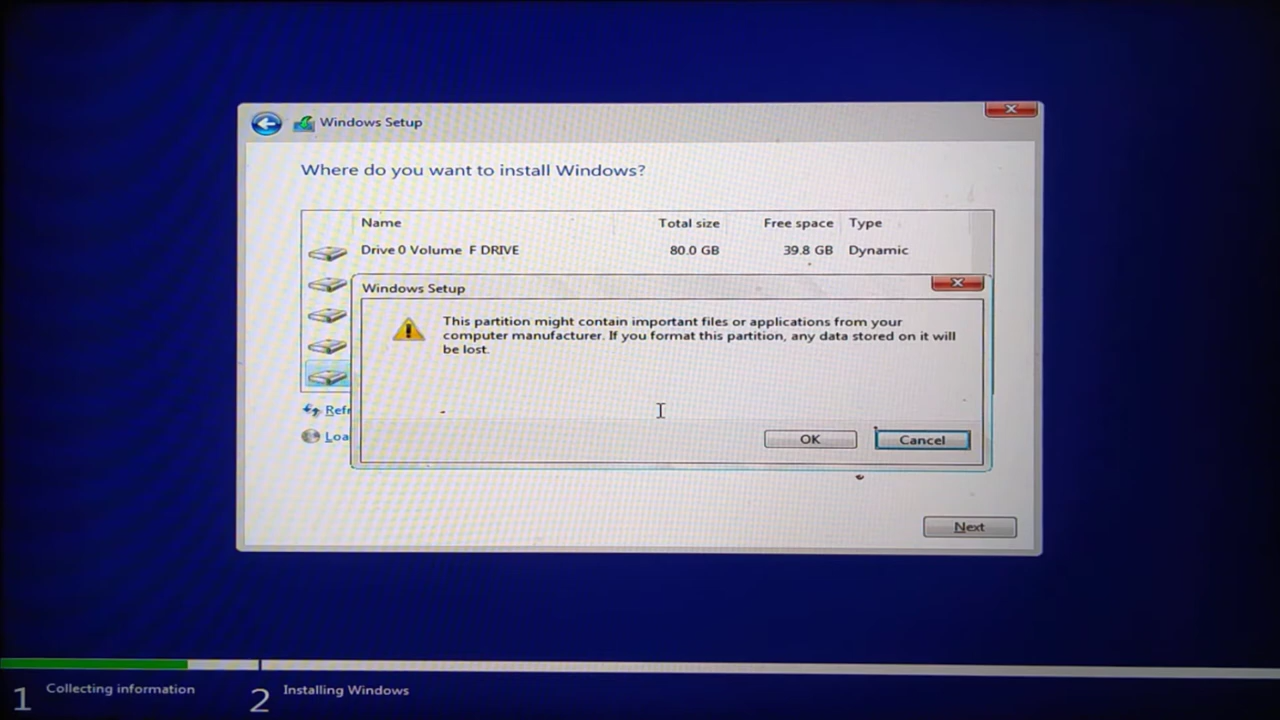 Windows Setup
Where do you want to install Windows?
Name Total size Free space Type
Drive 0 Volume F DRIVE 80.0 GB 39.8 GB Dynamic
Windows Setup
This partition might contain important files or applications from your
computer manufacturer. If you format this partition, any data stored on it will
be lost.
Refr
Loa
OK Cancel
Next
1 Collecting information
2 Installing Windows